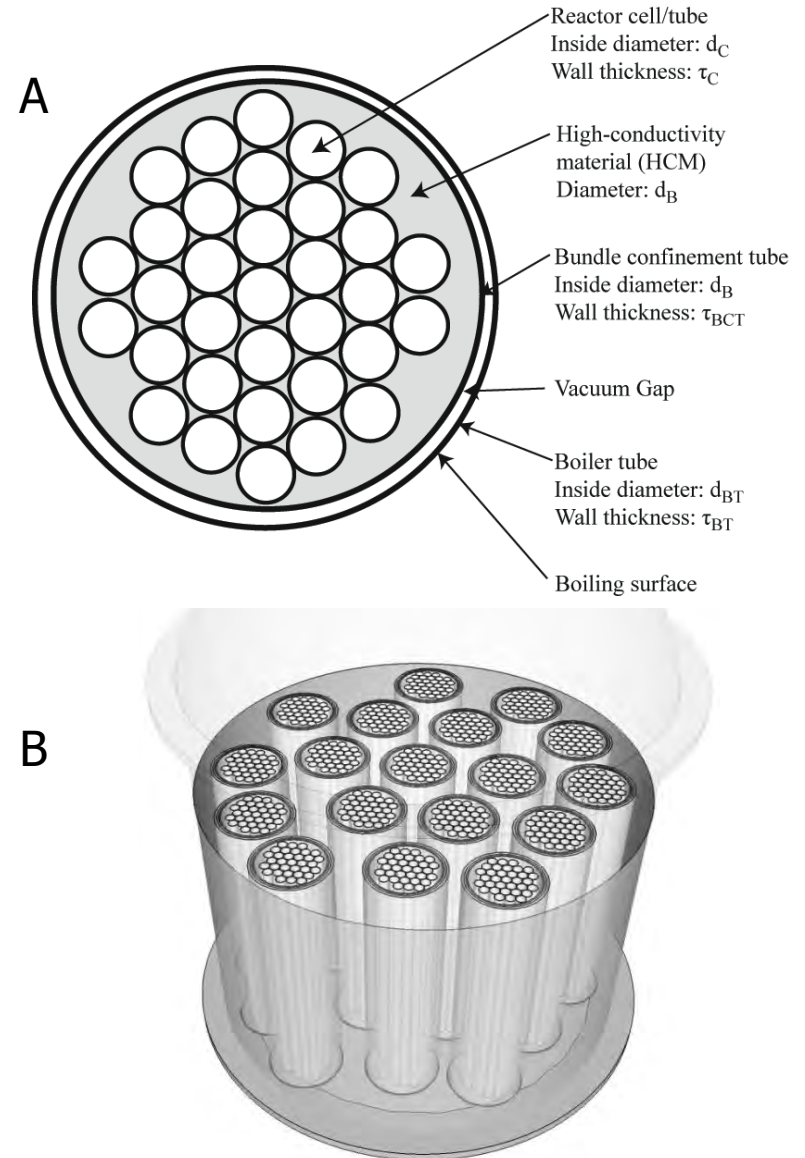 A
Reactor cell/tube
Inside diameter: d_C
Wall thickness: τ_C
High-conductivity
material (HCM)
Diameter: d_B
Bundle confinement tube
Inside diameter: d_B
Wall thickness: τ_BCT
Vacuum Gap
Boiler tube
Inside diameter: d_BT
Wall thickness: τ_BT
Boiling surface
B